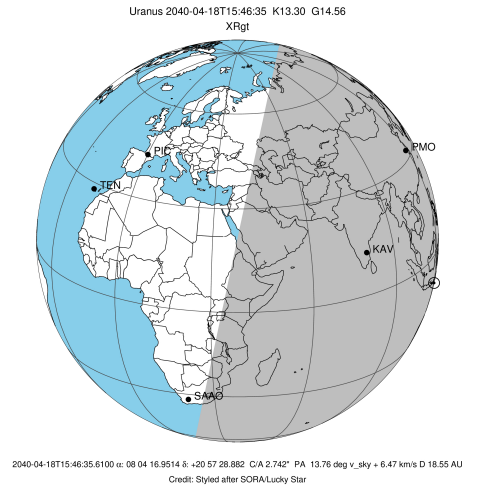 Uranus 2040-04-18T15:46:35  K13.30  G14.56
XRgt
PIC
PMO
TEN
KAV
SAAO
2040-04-18T15:46:35.6100 α: 08 04 16.9514 δ: +20 57 28.882  C/A 2.742"  PA  13.76 deg v_sky + 6.47 km/s D 18.55 AU
Credit: Styled after SORA/Lucky Star